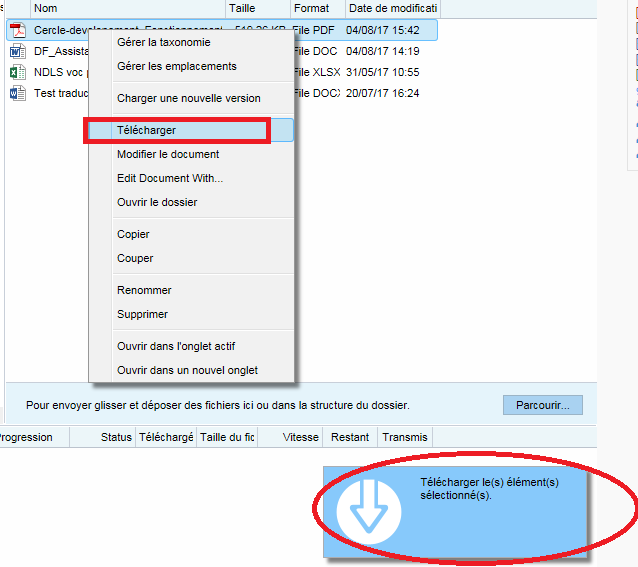 Nom Taille Format Date de modificati
Cercle-developement Fonctionnement 510,36 KB File PDF 04/08/17 15:42
DF_Assista File DOC 04/08/17 14:19
NDLS voc p File XLSX 31/05/17 10:55
Test traduc File DOCX 20/07/17 16:24
Gérer la taxonomie
Gérer les emplacements
Charger une nouvelle version
Télécharger
Modifier le document
Edit Document With...
Ouvrir le dossier
Copier
Couper
Renommer
Supprimer
Ouvrir dans l'onglet actif
Ouvrir dans un nouvel onglet
Pour envoyer glisser et déposer des fichiers ici ou dans la structure du dossier. Parcourir...
Progression Status Téléchargé Taille du fic Vitesse Restant Transmis
Télécharger le(s) élément(s)
sélectionné(s).